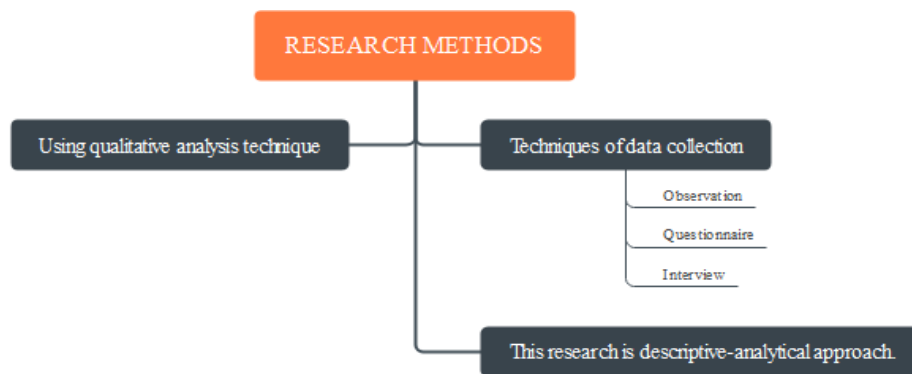 RESEARCH METHODS
Using qualitative analysis technique
Techniques of data collection
Observation
Questionnaire
Interview
This research is descriptive-analytical approach.